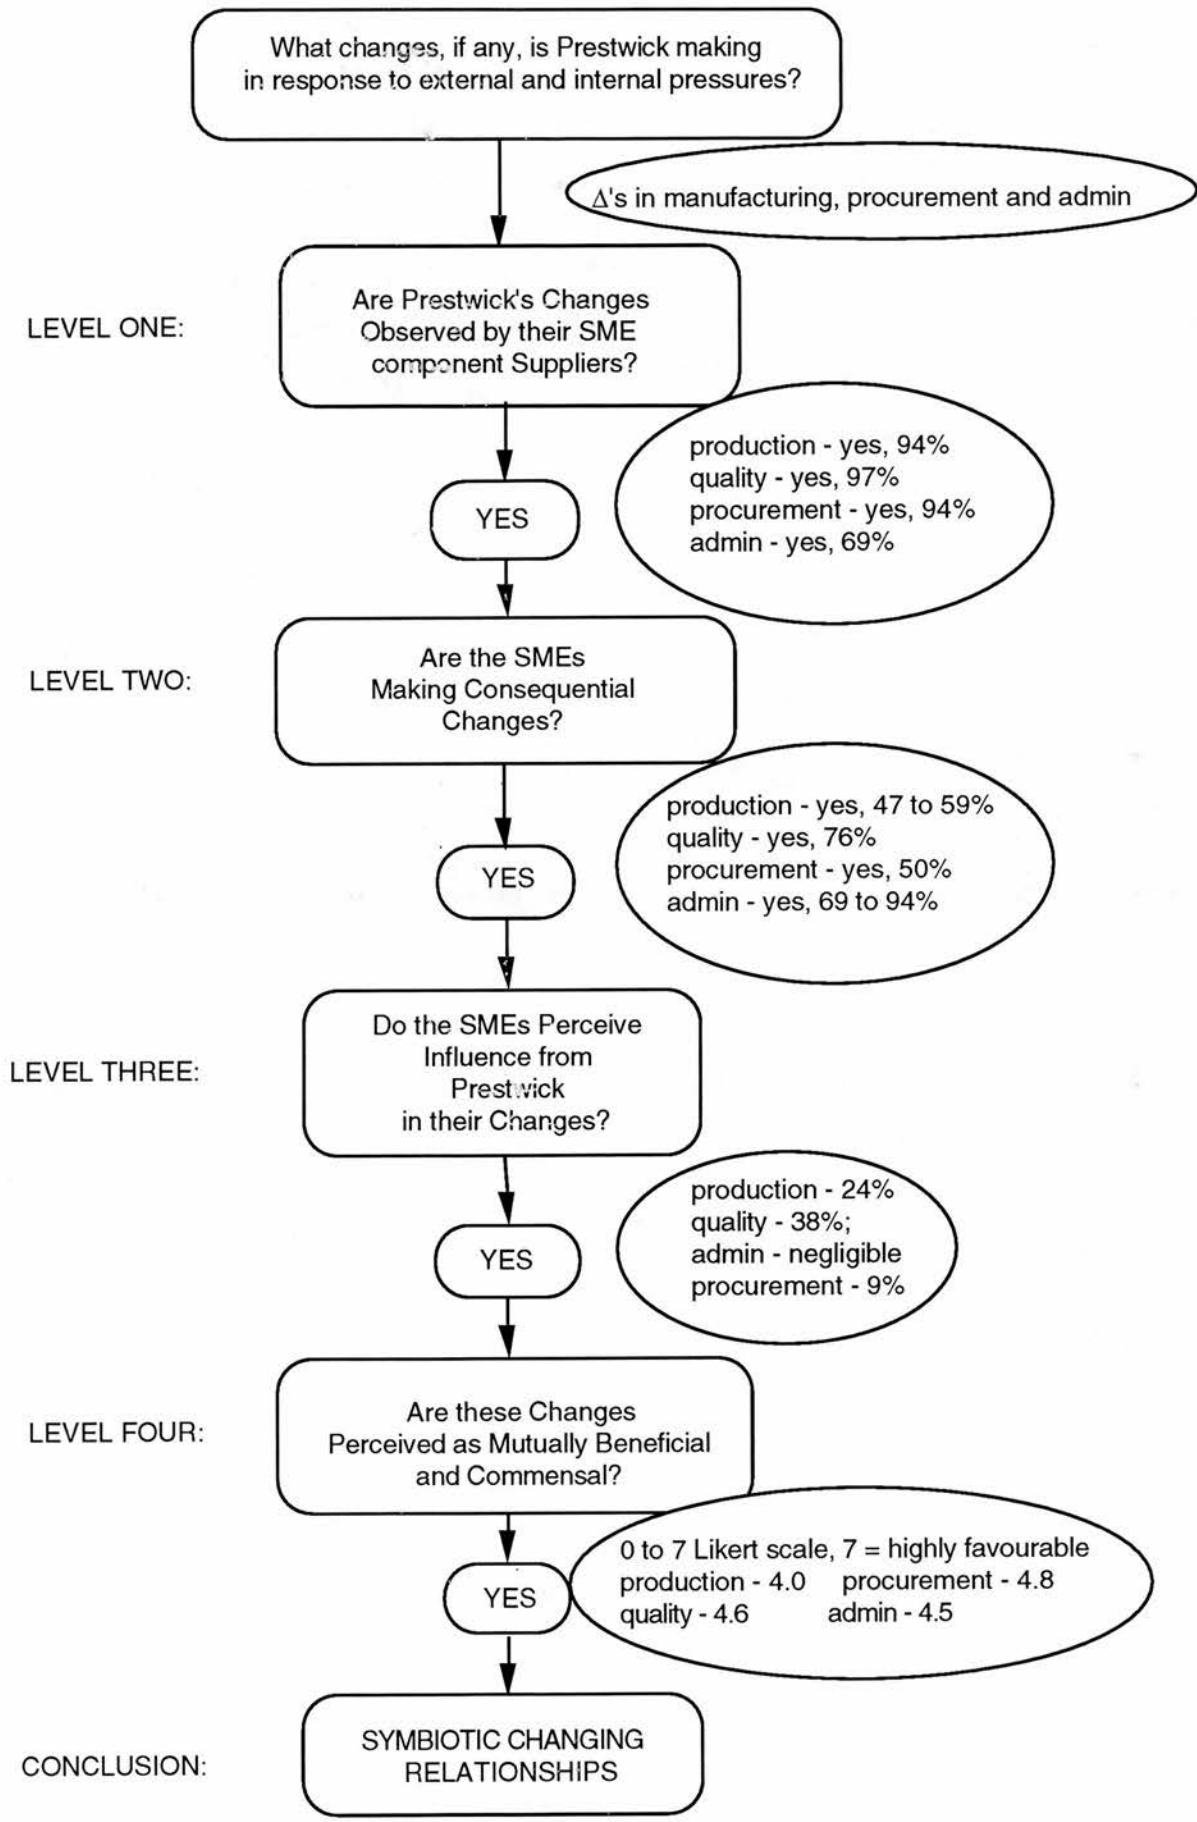 What changes, if any, is Prestwick making
in response to external and internal pressures?
Δ's in manufacturing, procurement and admin
LEVEL ONE:
Are Prestwick's Changes
Observed by their SME
component Suppliers?
production - yes, 94%
quality - yes, 97%
procurement - yes, 94%
admin - yes, 69%
YES
LEVEL TWO:
Are the SMEs
Making Consequential
Changes?
production - yes, 47 to 59%
quality - yes, 76%
procurement - yes, 50%
admin - yes, 69 to 94%
YES
LEVEL THREE:
Do the SMEs Perceive
Influence from
Prestwick
in their Changes?
production - 24%
quality - 38%;
admin - negligible
procurement - 9%
YES
LEVEL FOUR:
Are these Changes
Perceived as Mutually Beneficial
and Commensal?
0 to 7 Likert scale, 7 = highly favourable
production - 4.0 procurement - 4.8
quality - 4.6 admin - 4.5
YES
CONCLUSION:
SYMBIOTIC CHANGING
RELATIONSHIPS